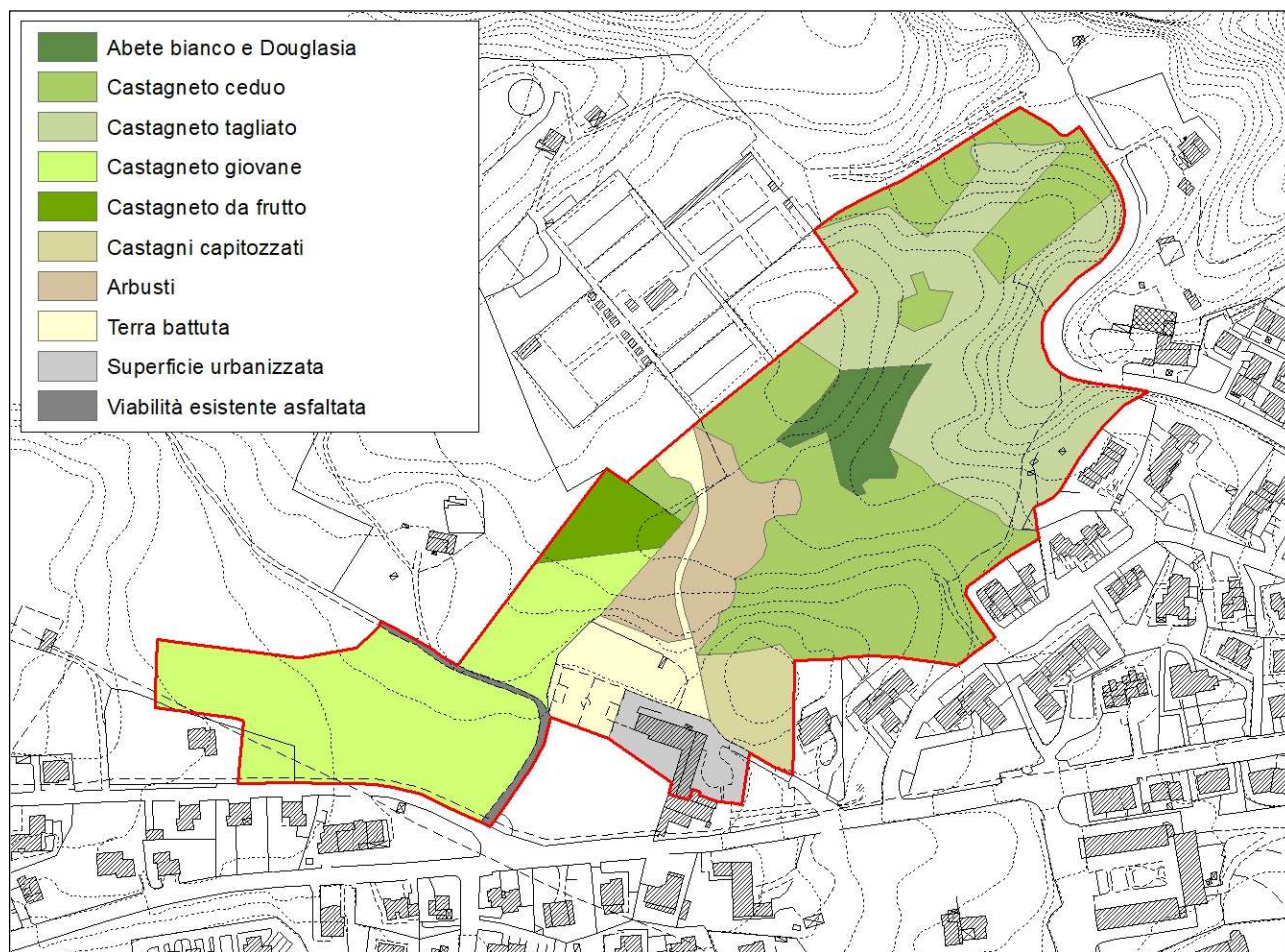 Abete bianco e Douglasia
Castagneto ceduo
Castagneto tagliato
Castagneto giovane
Castagneto da frutto
Castagni capitozzati
Arbusti
Terra battuta
Superficie urbanizzata
Viabilità esistente asfaltata